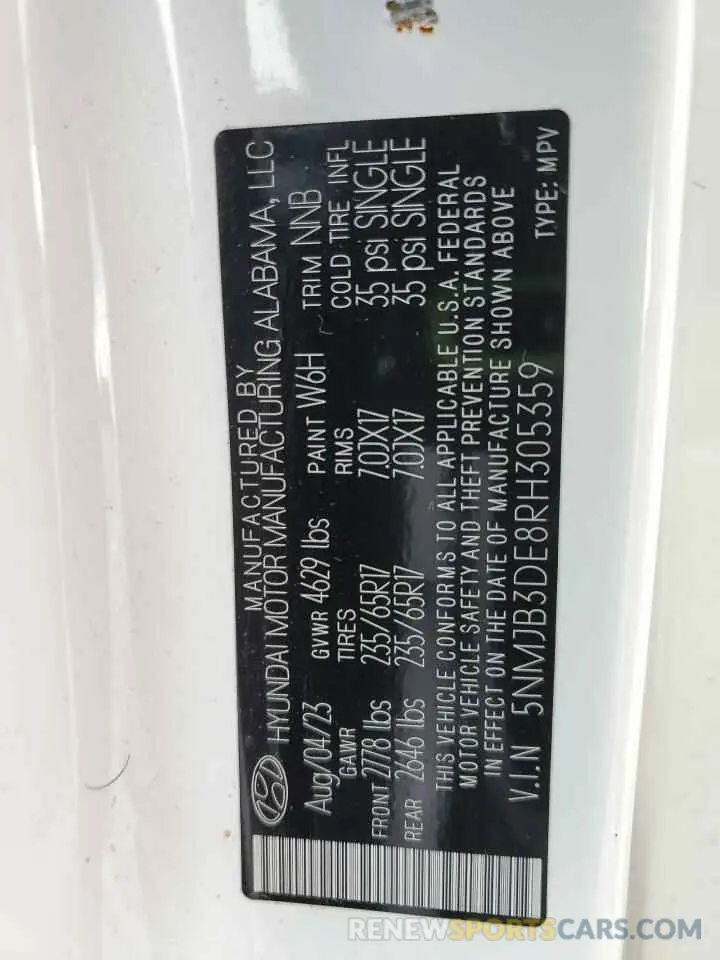 MANUFACTURED BY
HYUNDAI MOTOR MANUFACTURING ALABAMA, LLC
Aug/04/23 GVWR 4629 lbs PAINT W6H TRIM NNB
GAWR TIRES RIMS COLD TIRE INFL
FRONT 2778 lbs 235/65R17 7.0JX17 35 psi SINGLE
REAR 2646 lbs 235/65R17 7.0JX17 35 psi SINGLE
THIS VEHICLE CONFORMS TO ALL APPLICABLE U.S.A. FEDERAL
MOTOR VEHICLE SAFETY AND THEFT PREVENTION STANDARDS
IN EFFECT ON THE DATE OF MANUFACTURE SHOWN ABOVE
V.I.N 5NMJB3DE8RH305359 TYPE: MPV
RENEWSPORTSCARS.COM